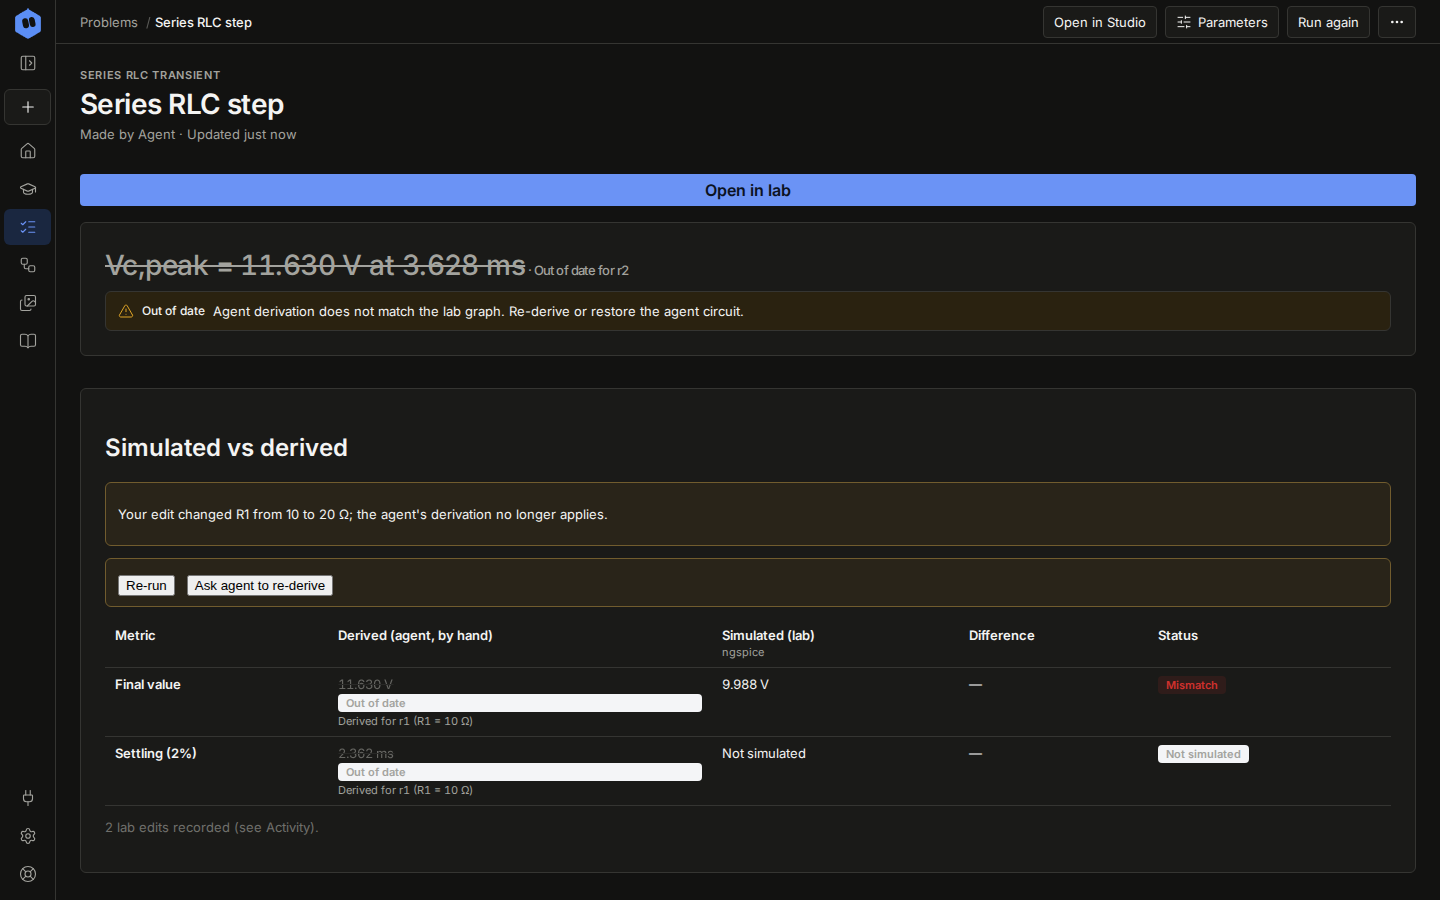 Problems / Series RLC step
Open in Studio
Parameters
Run again
SERIES RLC TRANSIENT
Series RLC step
Made by Agent · Updated just now
Open in lab
Vc,peak = 11.630 V at 3.628 ms · Out of date for r2
Out of date Agent derivation does not match the lab graph. Re-derive or restore the agent circuit.
Simulated vs derived
Your edit changed R1 from 10 to 20 Ω; the agent's derivation no longer applies.
Re-run Ask agent to re-derive
Metric Derived (agent, by hand) Simulated (lab) Difference Status
ngspice
Final value 11.630 V 9.988 V — Mismatch
Out of date
Derived for r1 (R1 = 10 Ω)
Settling (2%) 2.362 ms Not simulated — Not simulated
Out of date
Derived for r1 (R1 = 10 Ω)
2 lab edits recorded (see Activity).